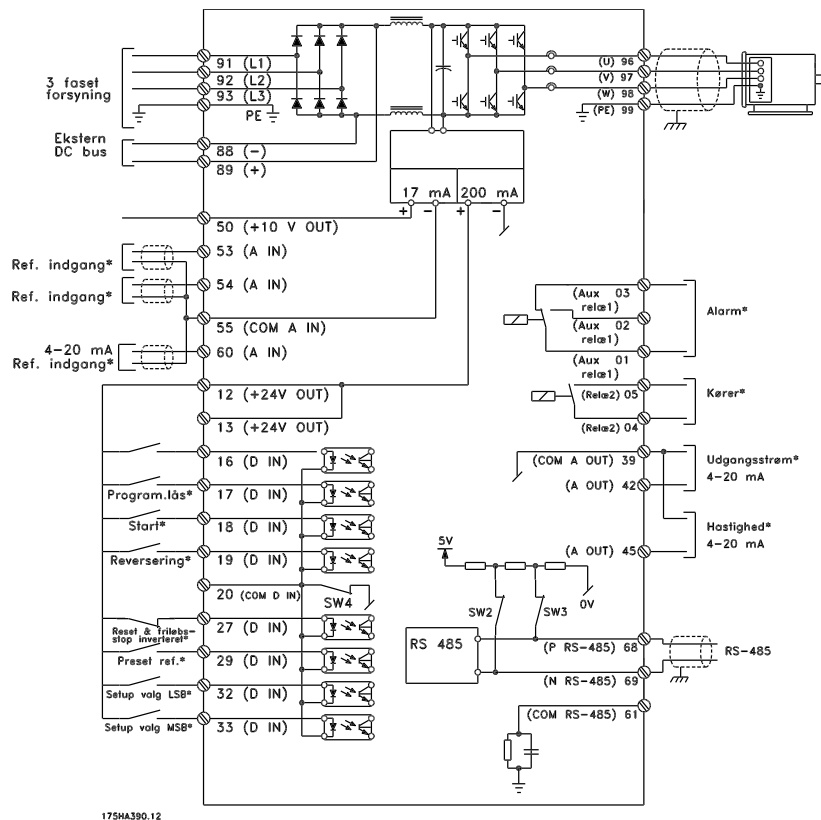 91 (L1)
92 (L2)
93 (L3)
PE
3 faset
forsyning
(U) 96
(V) 97
(W) 98
(PE) 99
Ekstern
DC bus
88 (-)
89 (+)
17 mA
200 mA
+
-
+
-
50 (+10 V OUT)
53 (A IN)
Ref. indgang*
54 (A IN)
Ref. indgang*
55 (COM A IN)
4-20 mA
Ref. indgang*
60 (A IN)
12 (+24V OUT)
13 (+24V OUT)
16 (D IN)
Program.lås*
17 (D IN)
Start*
18 (D IN)
Reversering*
19 (D IN)
20 (COM D IN)
SW4
Reset & friløbs-
stop inverteret*
27 (D IN)
Preset ref.*
29 (D IN)
Setup valg LSB*
32 (D IN)
Setup valg MSB*
33 (D IN)
(Aux 03
relæ1)
(Aux 02
relæ1)
(Aux 01
relæ1)
Alarm*
(Relæ2) 05
(Relæ2) 04
Kører*
(COM A OUT) 39
(A OUT) 42
Udgangsstrøm*
4-20 mA
(A OUT) 45
Hastighed*
4-20 mA
5V
0V
SW2
SW3
RS 485
(P RS-485) 68
(N RS-485) 69
RS-485
(COM RS-485) 61
175HA390.12